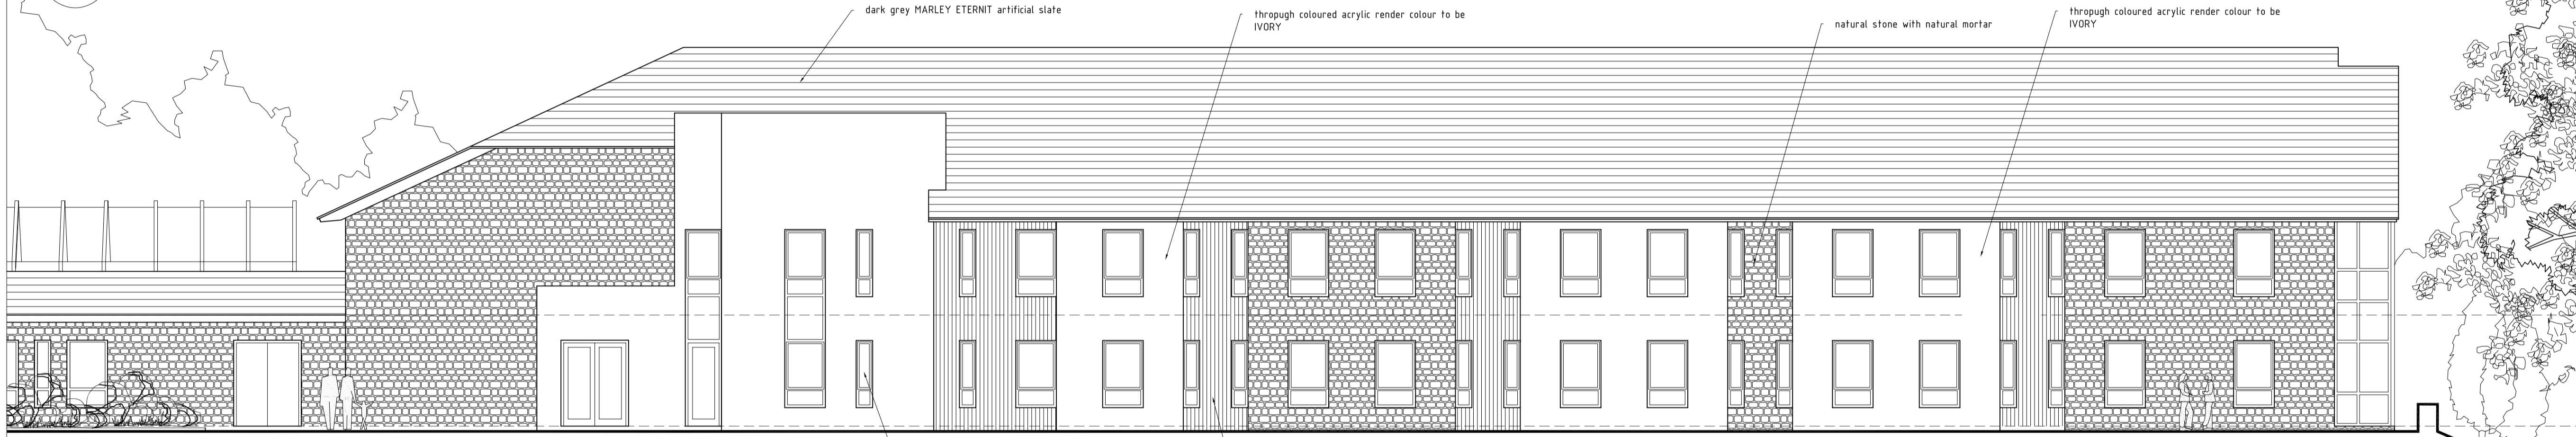 dark grey MARLEY ETERNIT artificial slate
thropugh coloured acrylic render colour to be
IVORY
natural stone with natural mortar
thropugh coloured acrylic render colour to be
IVORY